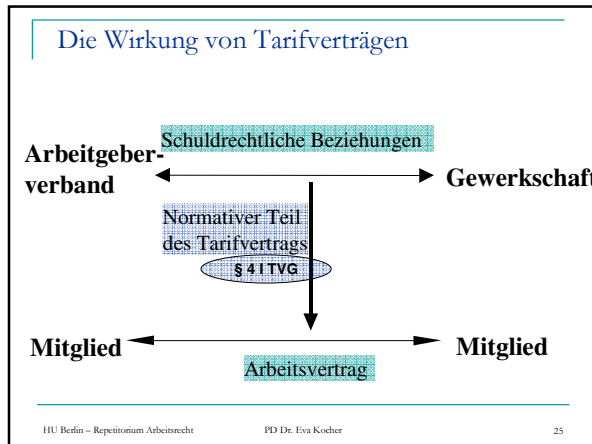 Die Wirkung von Tarifverträgen
Schuldrechtliche Beziehungen
Arbeitgeber-
verband
Gewerkschaft
Normativer Teil
des Tarifvertrags
§ 4 I TVG
Mitglied
Mitglied
Arbeitsvertrag
HU Berlin – Repetitorium Arbeitsrecht PD Dr. Eva Kocher 25